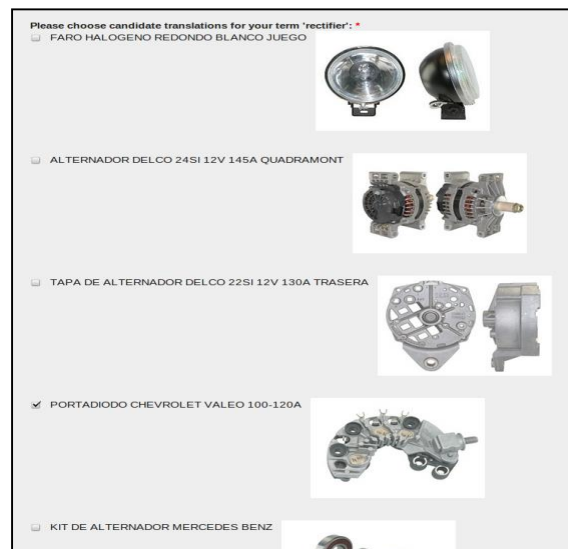 Please choose candidate translations for your term 'rectifier': *
FARO HALOGENO REDONDO BLANCO JUEGO
ALTERNADOR DELCO 24SI 12V 145A QUADRAMONT
TAPA DE ALTERNADOR DELCO 22SI 12V 130A TRASERA
PORTADIODO CHEVROLET VALEO 100-120A
KIT DE ALTERNADOR MERCEDES BENZ